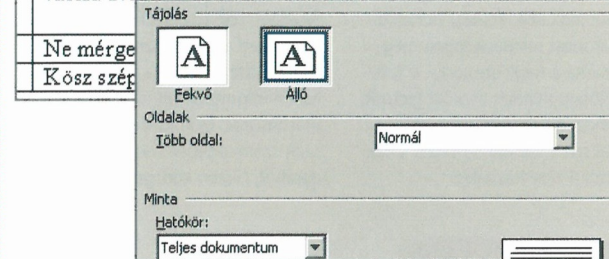 Tájolás
Ne mérge
Kösz szép
A
A
Fekvő
Álló
Oldalak
Több oldal:
Normál
Minta
Hatókör:
Teljes dokumentum